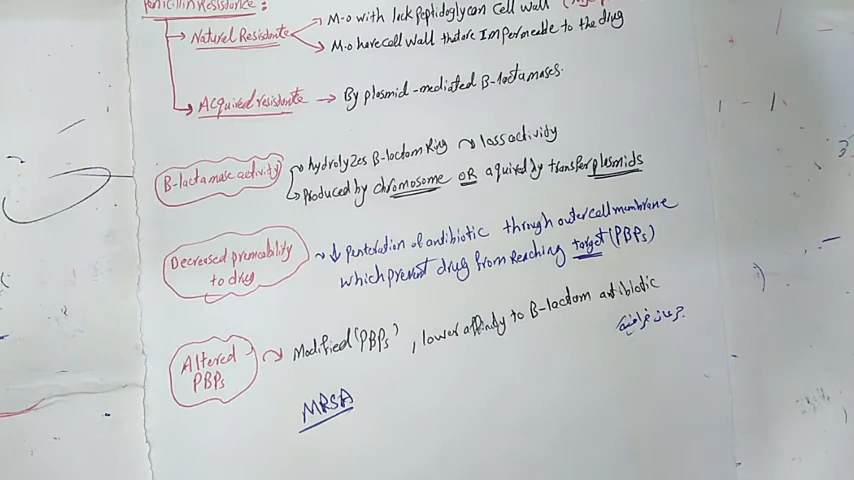 Penicillin Resistance :
Natural Resistante
M-o with lack Peptidoglycan Cell wall
M-o have cell wall that are Impermeable to the drug
Acquired resistante → By plasmid-mediated B-lactamases.
B-lactamase activity
hydrolyzes B-lactam Ring ↝ loss activity
Produced by chromosome OR aquired by transfer plasmids
Decreased premeability
to drug
↓ Penteration of antibiotic through outer cell membrane
which prevent drug from Reaching target (PBPs)
Altered
PBPs
Modified (PBPs) , lower affinity to B-lactam antibiotic
MRSA